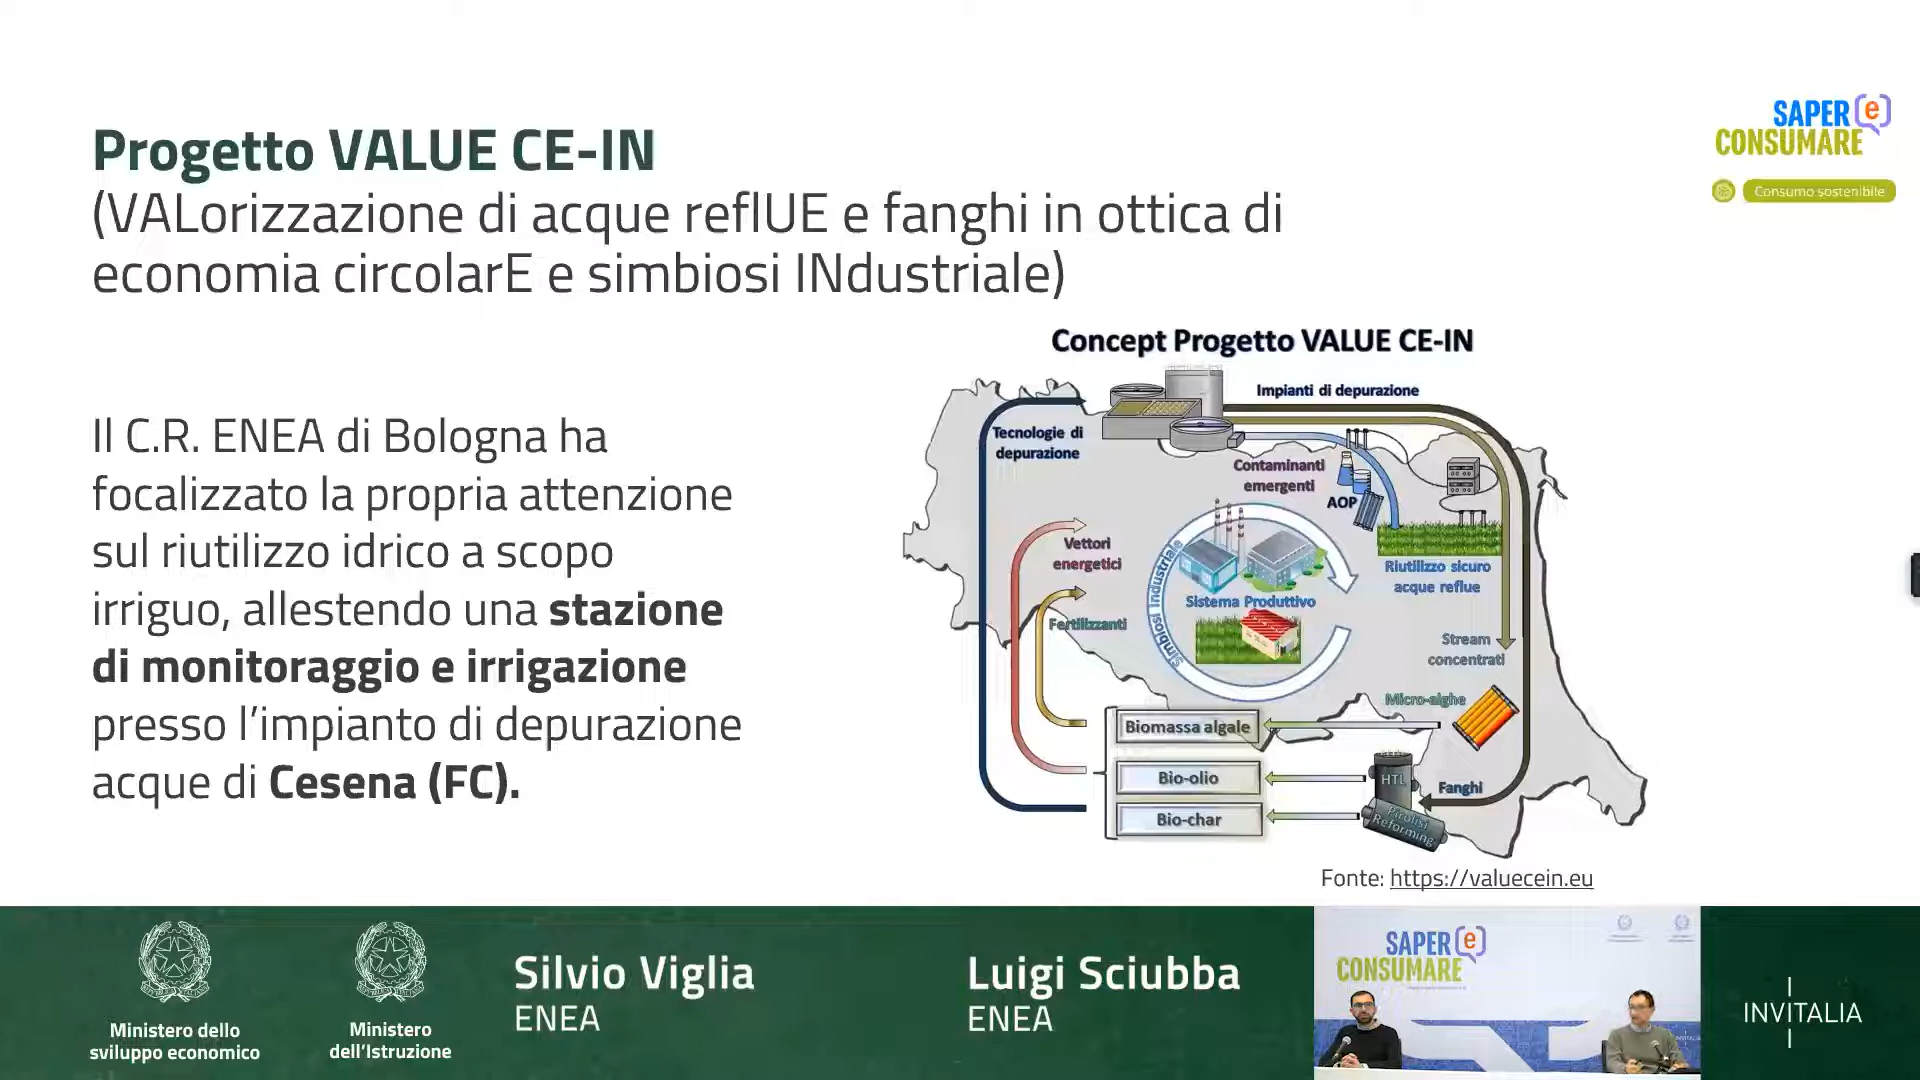 Progetto VALUE CE-IN
(VALorizzazione di acque reflUE e fanghi in ottica di
economia circolarE e simbiosi INdustriale)
SAPER(e)
CONSUMARE
Consumo sostenibile
Il C.R. ENEA di Bologna ha
focalizzato la propria attenzione
sul riutilizzo idrico a scopo
irriguo, allestendo una stazione
di monitoraggio e irrigazione
presso l’impianto di depurazione
acque di Cesena (FC).
Concept Progetto VALUE CE-IN
Impianti di depurazione
Tecnologie di
depurazione
Contaminanti
emergenti
AOP
Vettori
energetici
Riutilizzo sicuro
acque reflue
Simbiosi Industriale
Sistema Produttivo
Fertilizzanti
Stream
concentrati
Micro-alghe
Biomassa algale
Bio-olio
HTL
Fanghi
Bio-char
Pirolisi
Reforming
Fonte: https://valuecein.eu
Ministero dello
sviluppo economico
Ministero
dell’Istruzione
Silvio Viglia
ENEA
Luigi Sciubba
ENEA
SAPER(e)
CONSUMARE
INVITALIA